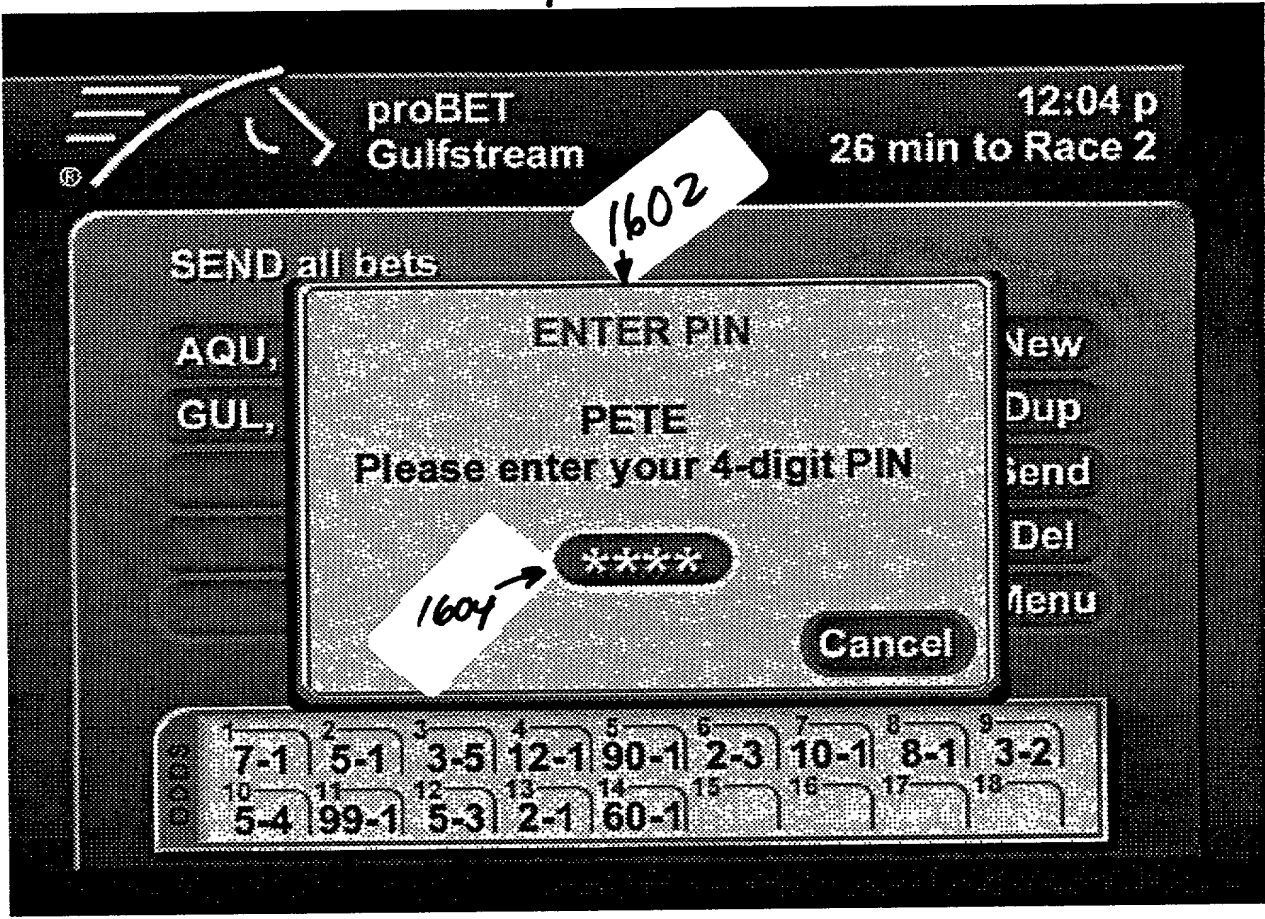 proBET
Gulfstream
12:04 p
26 min to Race 2
®
1602
SEND all bets
ENTER PIN
AQU,
New
GUL,
Dup
PETE
Please enter your 4-digit PIN
Send
Del
****
1604
Menu
Cancel
ODDS
1 2 3 4 5 6 7 8 9
7-1 5-1 3-5 12-1 90-1 2-3 10-1 8-1 3-2
10 11 12 13 14 15 16 17 18
5-4 99-1 5-3 2-1 60-1